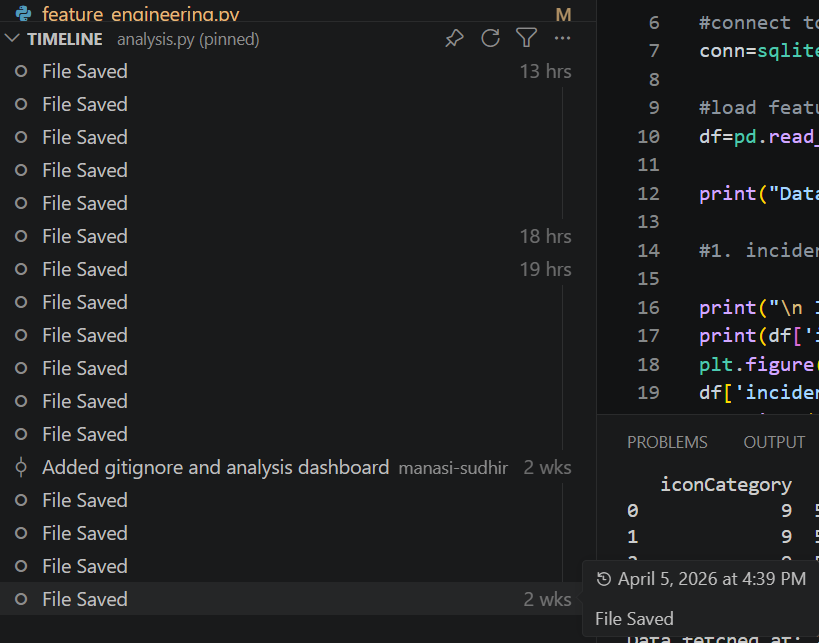 feature_engineering.py M
TIMELINE analysis.py (pinned)
File Saved 13 hrs
File Saved
File Saved
File Saved
File Saved
File Saved 18 hrs
File Saved 19 hrs
File Saved
File Saved
File Saved
File Saved
File Saved
Added gitignore and analysis dashboard manasi-sudhir 2 wks
File Saved
File Saved
File Saved
File Saved 2 wks
6 #connect to
7 conn=sqlite
8
9 #load featu
10 df=pd.read_
11
12 print("Data
13
14 #1. inciden
15
16 print("\n
17 print(df['i
18 plt.figure(
19 df['inciden
PROBLEMS OUTPUT
iconCategory
0 9
1 9
April 5, 2026 at 4:39 PM
File Saved
Data fetched at: